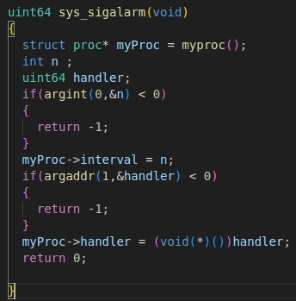 uint64 sys_sigalarm(void)
{
  struct proc* myProc = myproc();
  int n ;
  uint64 handler;
  if(argint(0,&n) < 0)
  {
    return -1;
  }
  myProc->interval = n;
  if(argaddr(1,&handler) < 0)
  {
    return -1;
  }
  myProc->handler = (void(*)())handler;
  return 0;

}